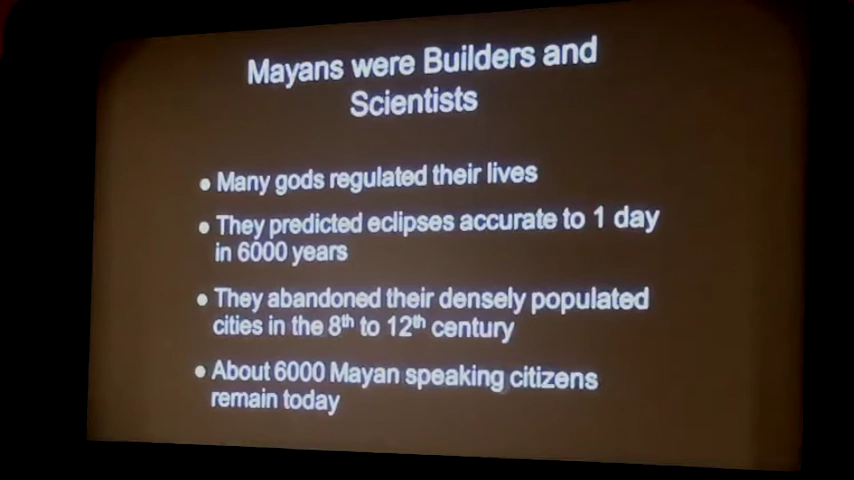 Mayans were Builders and
Scientists
• Many gods regulated their lives
• They predicted eclipses accurate to 1 day
in 6000 years
• They abandoned their densely populated
cities in the 8th to 12th century
• About 6000 Mayan speaking citizens
remain today